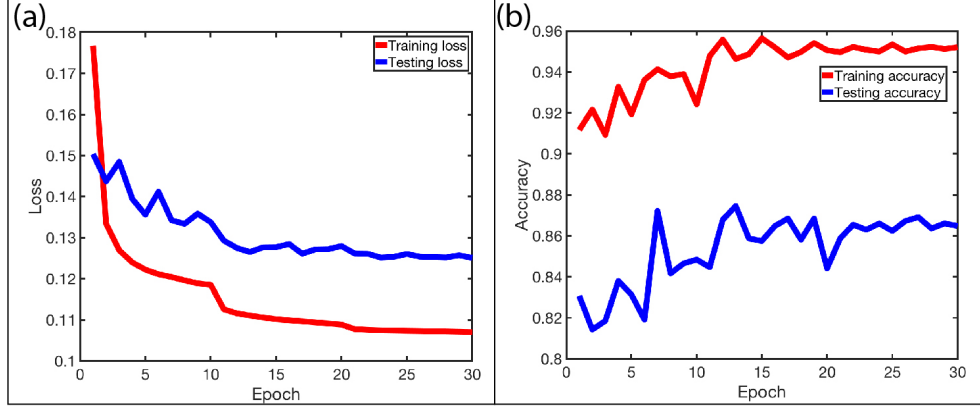 (a)
0.18
0.17
0.16
0.15
0.14
0.13
0.12
0.11
0.1
Loss
0 5 10 15 20 25 30
Epoch
Training loss
Testing loss
(b)
0.96
0.94
0.92
0.9
0.88
0.86
0.84
0.82
0.8
Accuracy
0 5 10 15 20 25 30
Epoch
Training accuracy
Testing accuracy